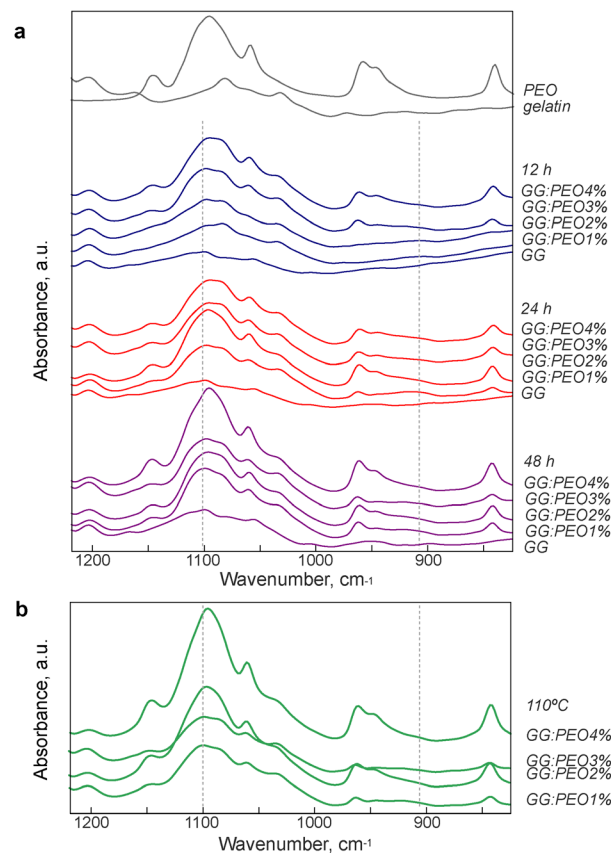 a
PEO
gelatin
12 h
GG:PEO4%
GG:PEO3%
GG:PEO2%
GG:PEO1%
GG
24 h
GG:PEO4%
GG:PEO3%
GG:PEO2%
GG:PEO1%
GG
48 h
GG:PEO4%
GG:PEO3%
GG:PEO2%
GG:PEO1%
GG
Absorbance, a.u.
1200 1100 1000 900
Wavenumber, cm-1
b
110ºC
GG:PEO4%
GG:PEO3%
GG:PEO2%
GG:PEO1%
Absorbance, a.u.
1200 1100 1000 900
Wavenumber, cm-1